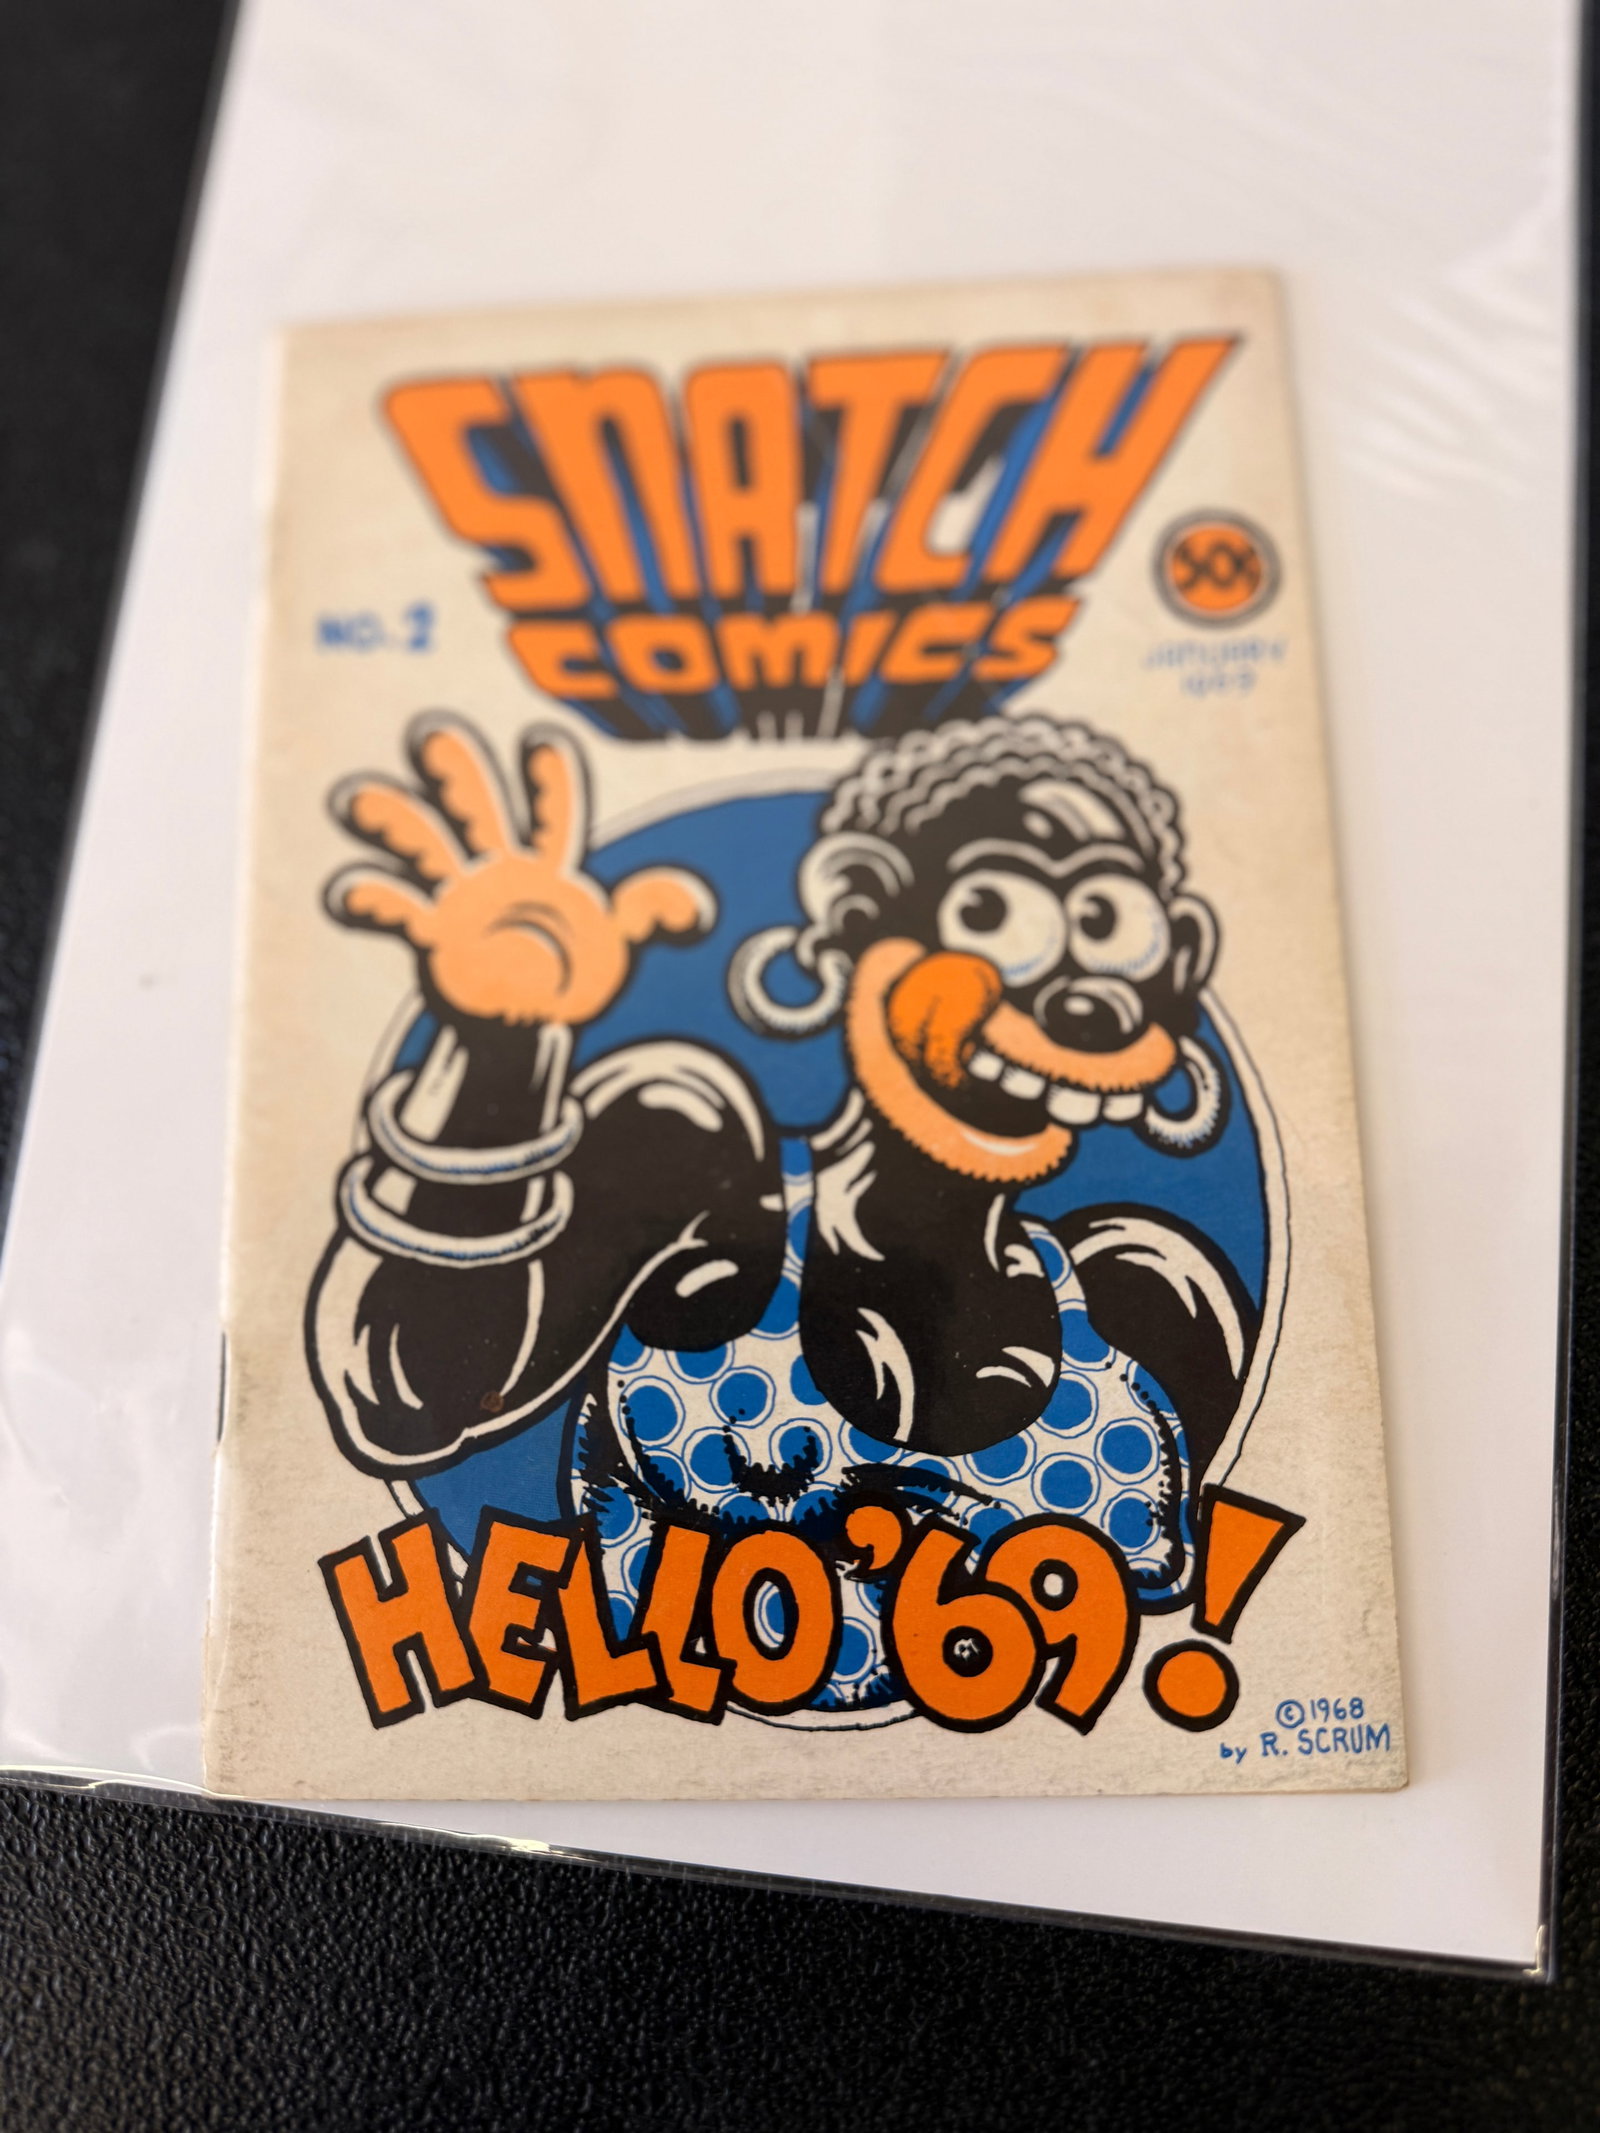 SNATCH
COMICS
50¢
NO. 2
JANUARY
1969
HELLO '69!
© 1968
by R. SCRUM